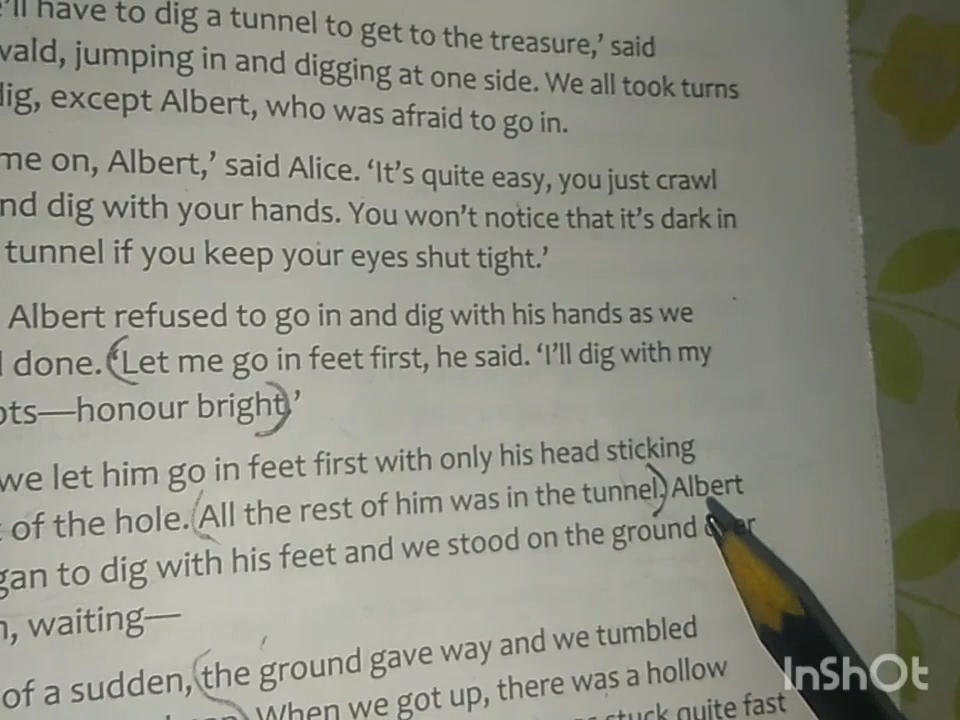 'll have to dig a tunnel to get to the treasure,' said
vald, jumping in and digging at one side. We all took turns
dig, except Albert, who was afraid to go in.
me on, Albert,' said Alice. 'It's quite easy, you just crawl
nd dig with your hands. You won't notice that it's dark in
tunnel if you keep your eyes shut tight.'
Albert refused to go in and dig with his hands as we
done. 'Let me go in feet first, he said. 'I'll dig with my
ots—honour bright.'
we let him go in feet first with only his head sticking
of the hole. All the rest of him was in the tunnel. Albert
gan to dig with his feet and we stood on the ground over
waiting—
of a sudden, the ground gave way and we tumbled
When we got up, there was a hollow
stuck quite fast
InShOt